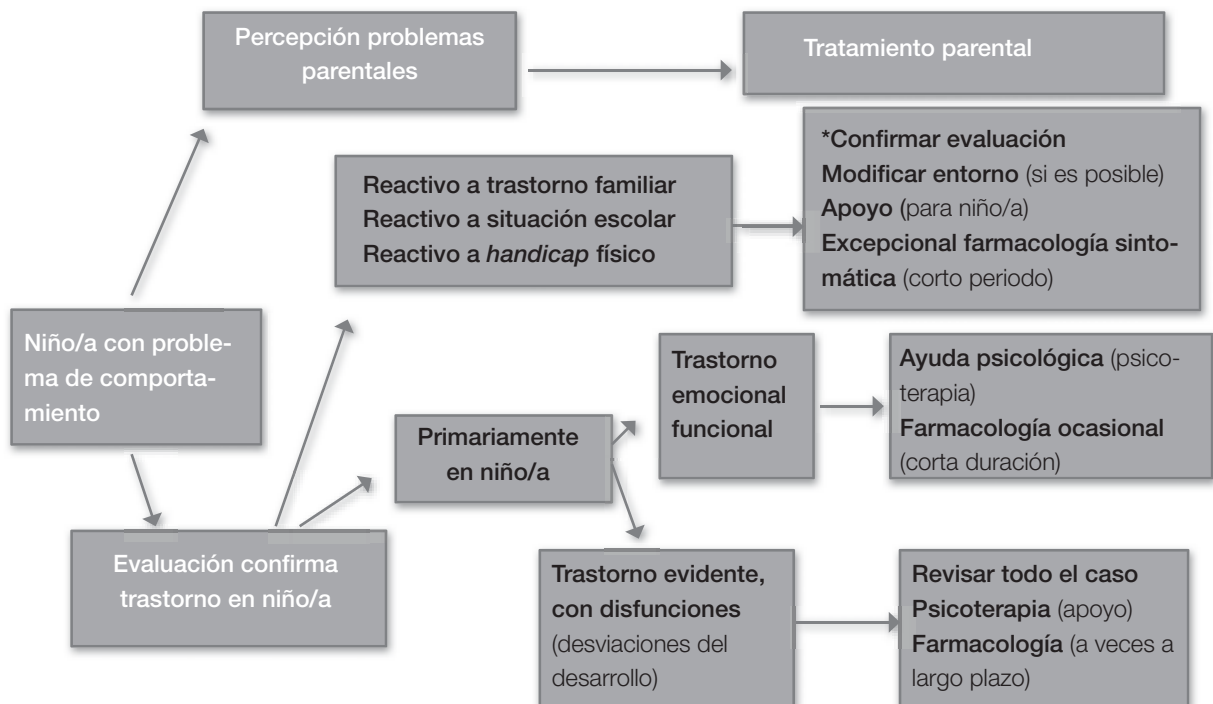 Percepción problemas
parentales
Tratamiento parental
Reactivo a trastorno familiar
Reactivo a situación escolar
Reactivo a handicap físico
*Confirmar evaluación
Modificar entorno (si es posible)
Apoyo (para niño/a)
Excepcional farmacología sinto-
mática (corto periodo)
Niño/a con proble-
ma de comporta-
miento
Primariamente
en niño/a
Trastorno
emocional
funcional
Ayuda psicológica (psico-
terapia)
Farmacología ocasional
(corta duración)
Evaluación confirma
trastorno en niño/a
Trastorno evidente,
con disfunciones
(desviaciones del
desarrollo)
Revisar todo el caso
Psicoterapia (apoyo)
Farmacología (a veces a
largo plazo)